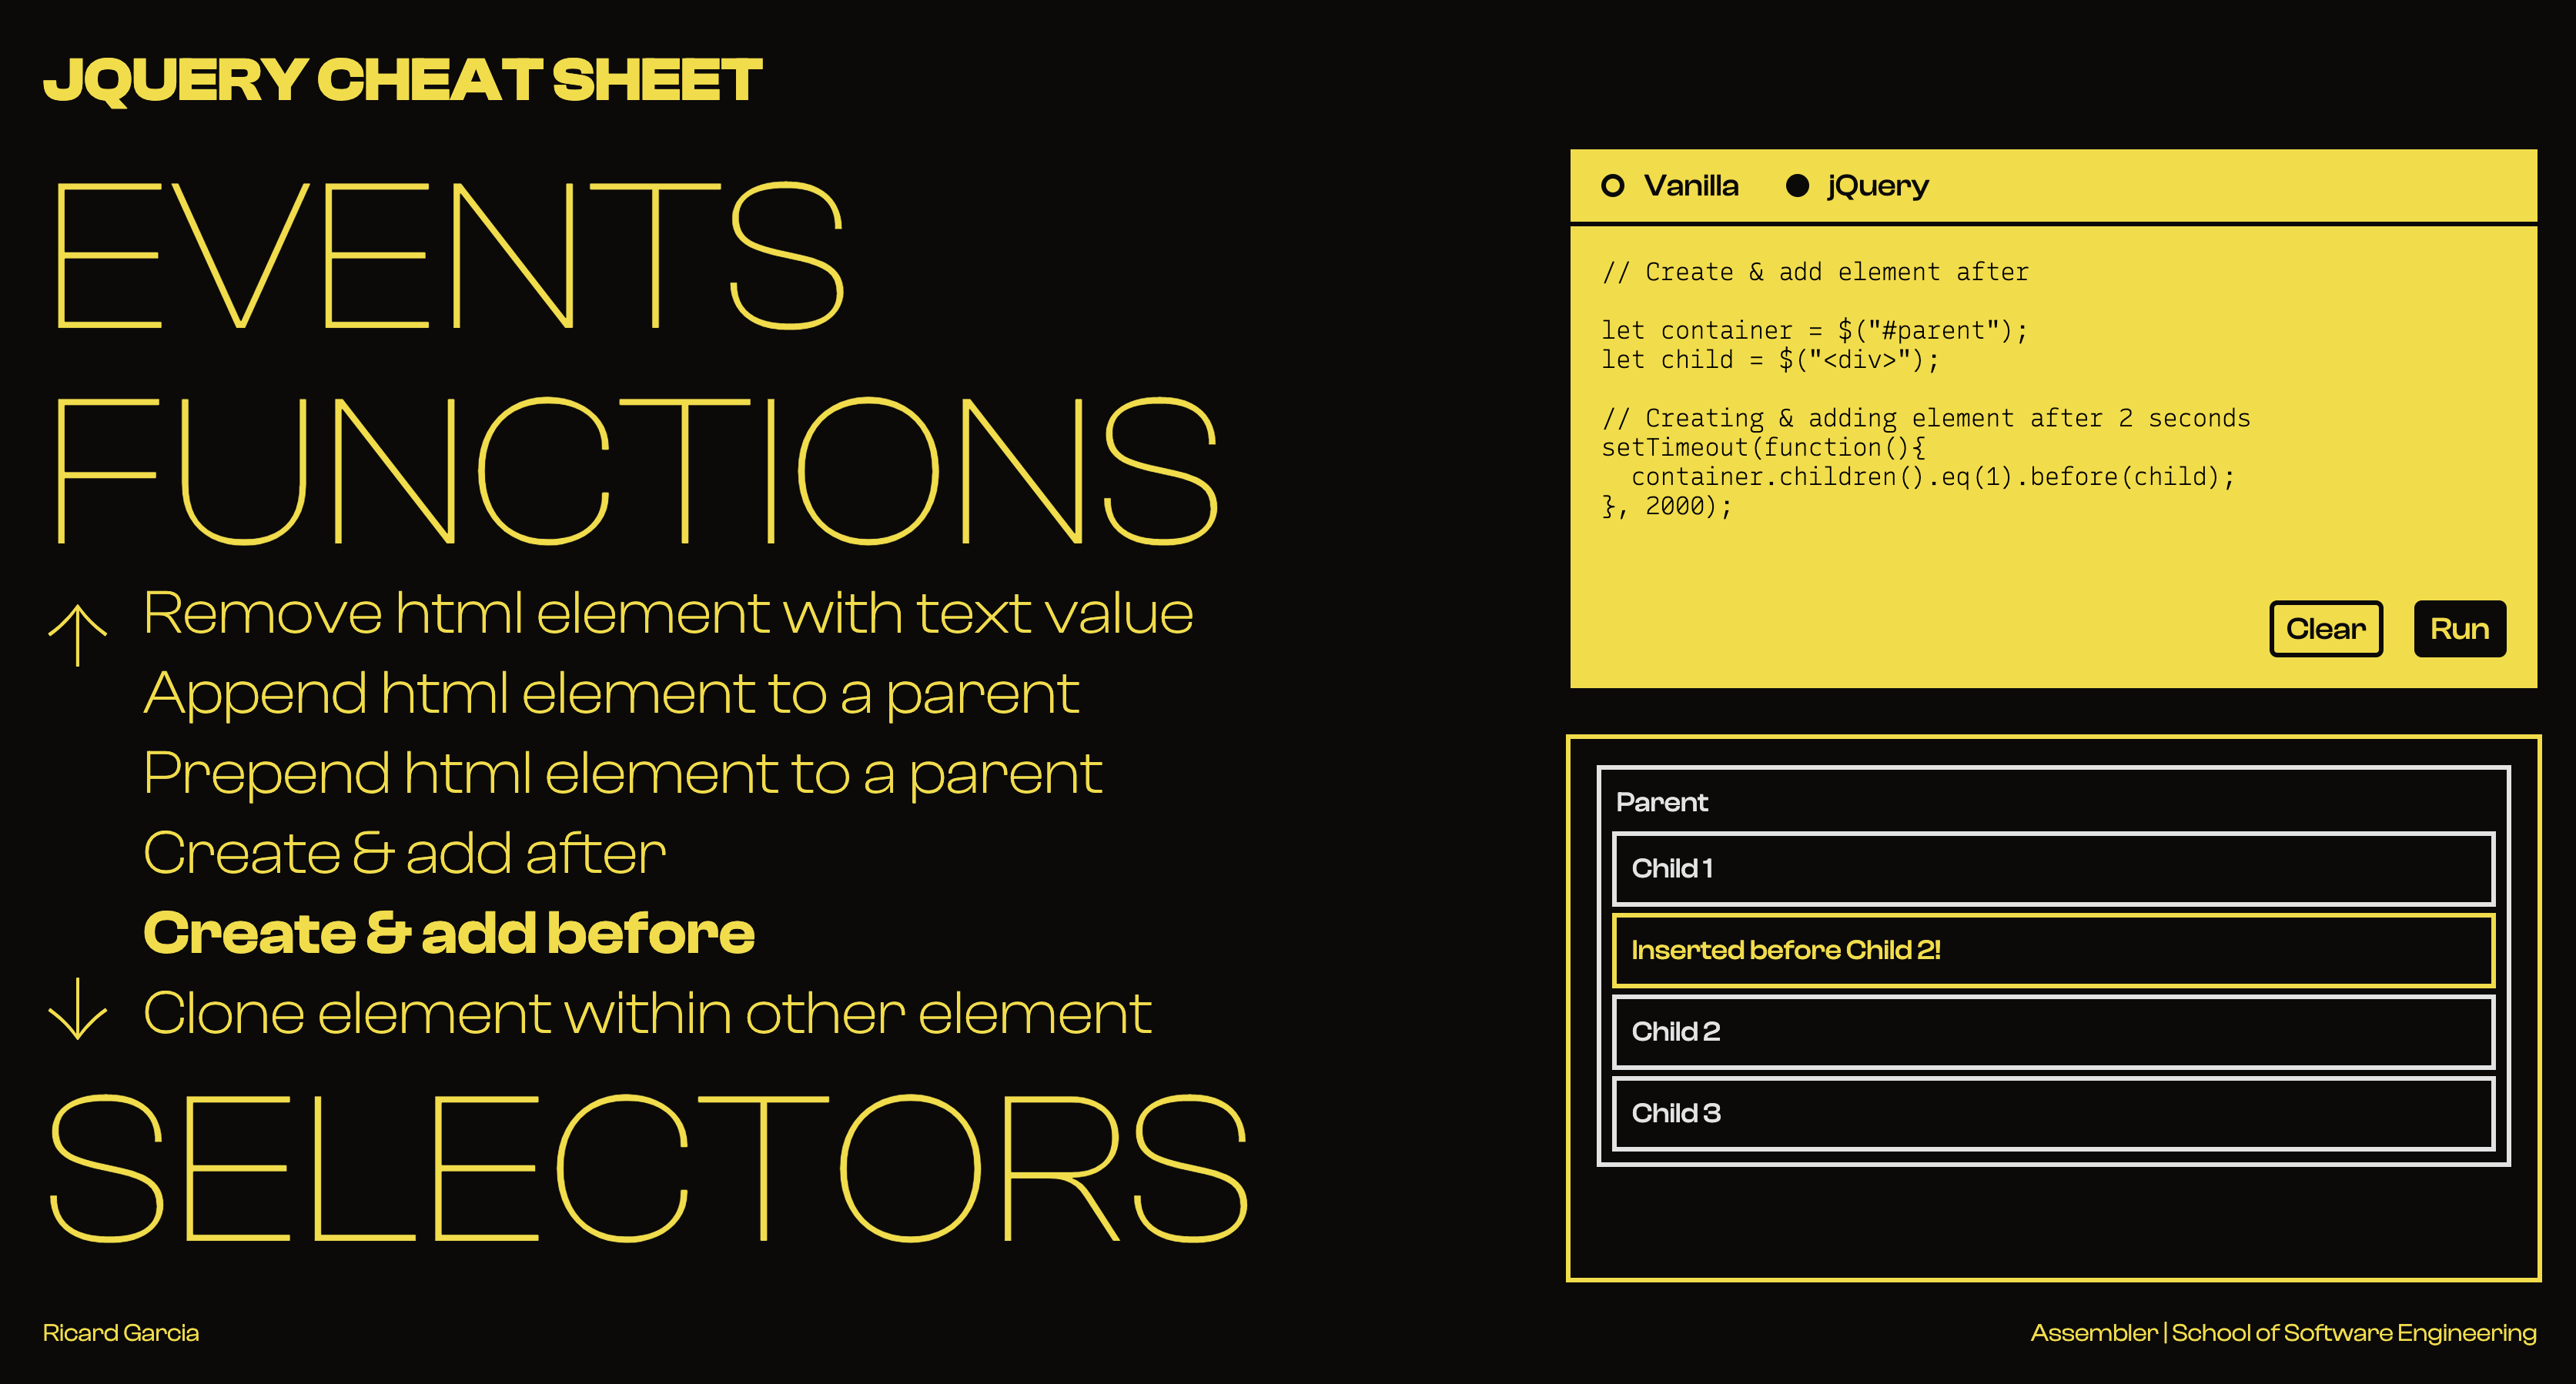 JQUERY CHEAT SHEET
EVENTS
FUNCTIONS
Remove html element with text value
Append html element to a parent
Prepend html element to a parent
Create & add after
Create & add before
Clone element within other element
SELECTORS
Vanilla jQuery
// Create & add element after
let container = $("#parent");
let child = $("<div>");
// Creating & adding element after 2 seconds
setTimeout(function(){
  container.children().eq(1).before(child);
}, 2000);
Clear Run
Parent
Child 1
Inserted before Child 2!
Child 2
Child 3
Ricard Garcia
Assembler | School of Software Engineering